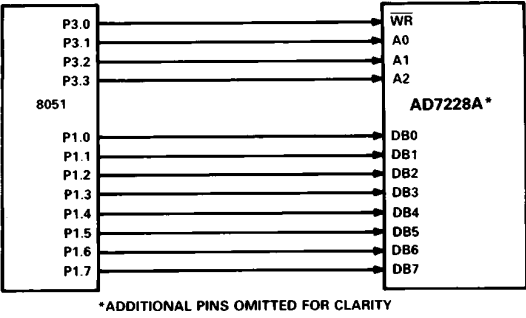 P3.0 WR
P3.1 A0
P3.2 A1
P3.3 A2
8051 AD7228A*
P1.0 DB0
P1.1 DB1
P1.2 DB2
P1.3 DB3
P1.4 DB4
P1.5 DB5
P1.6 DB6
P1.7 DB7
*ADDITIONAL PINS OMITTED FOR CLARITY